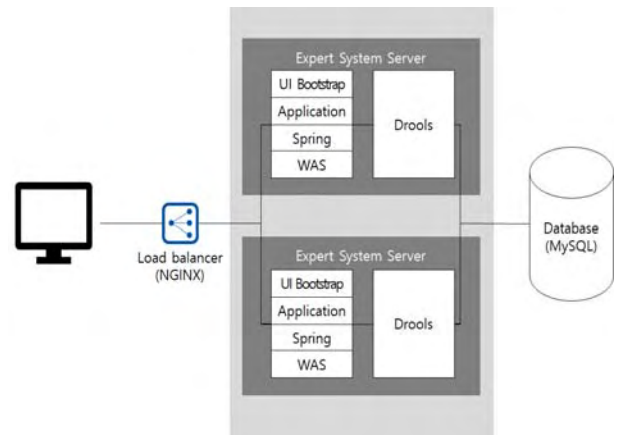 Expert System Server
UI Bootstrap
Application
Spring
WAS
Drools
Load balancer
(NGINX)
Database
(MySQL)
Expert System Server
UI Bootstrap
Application
Spring
WAS
Drools